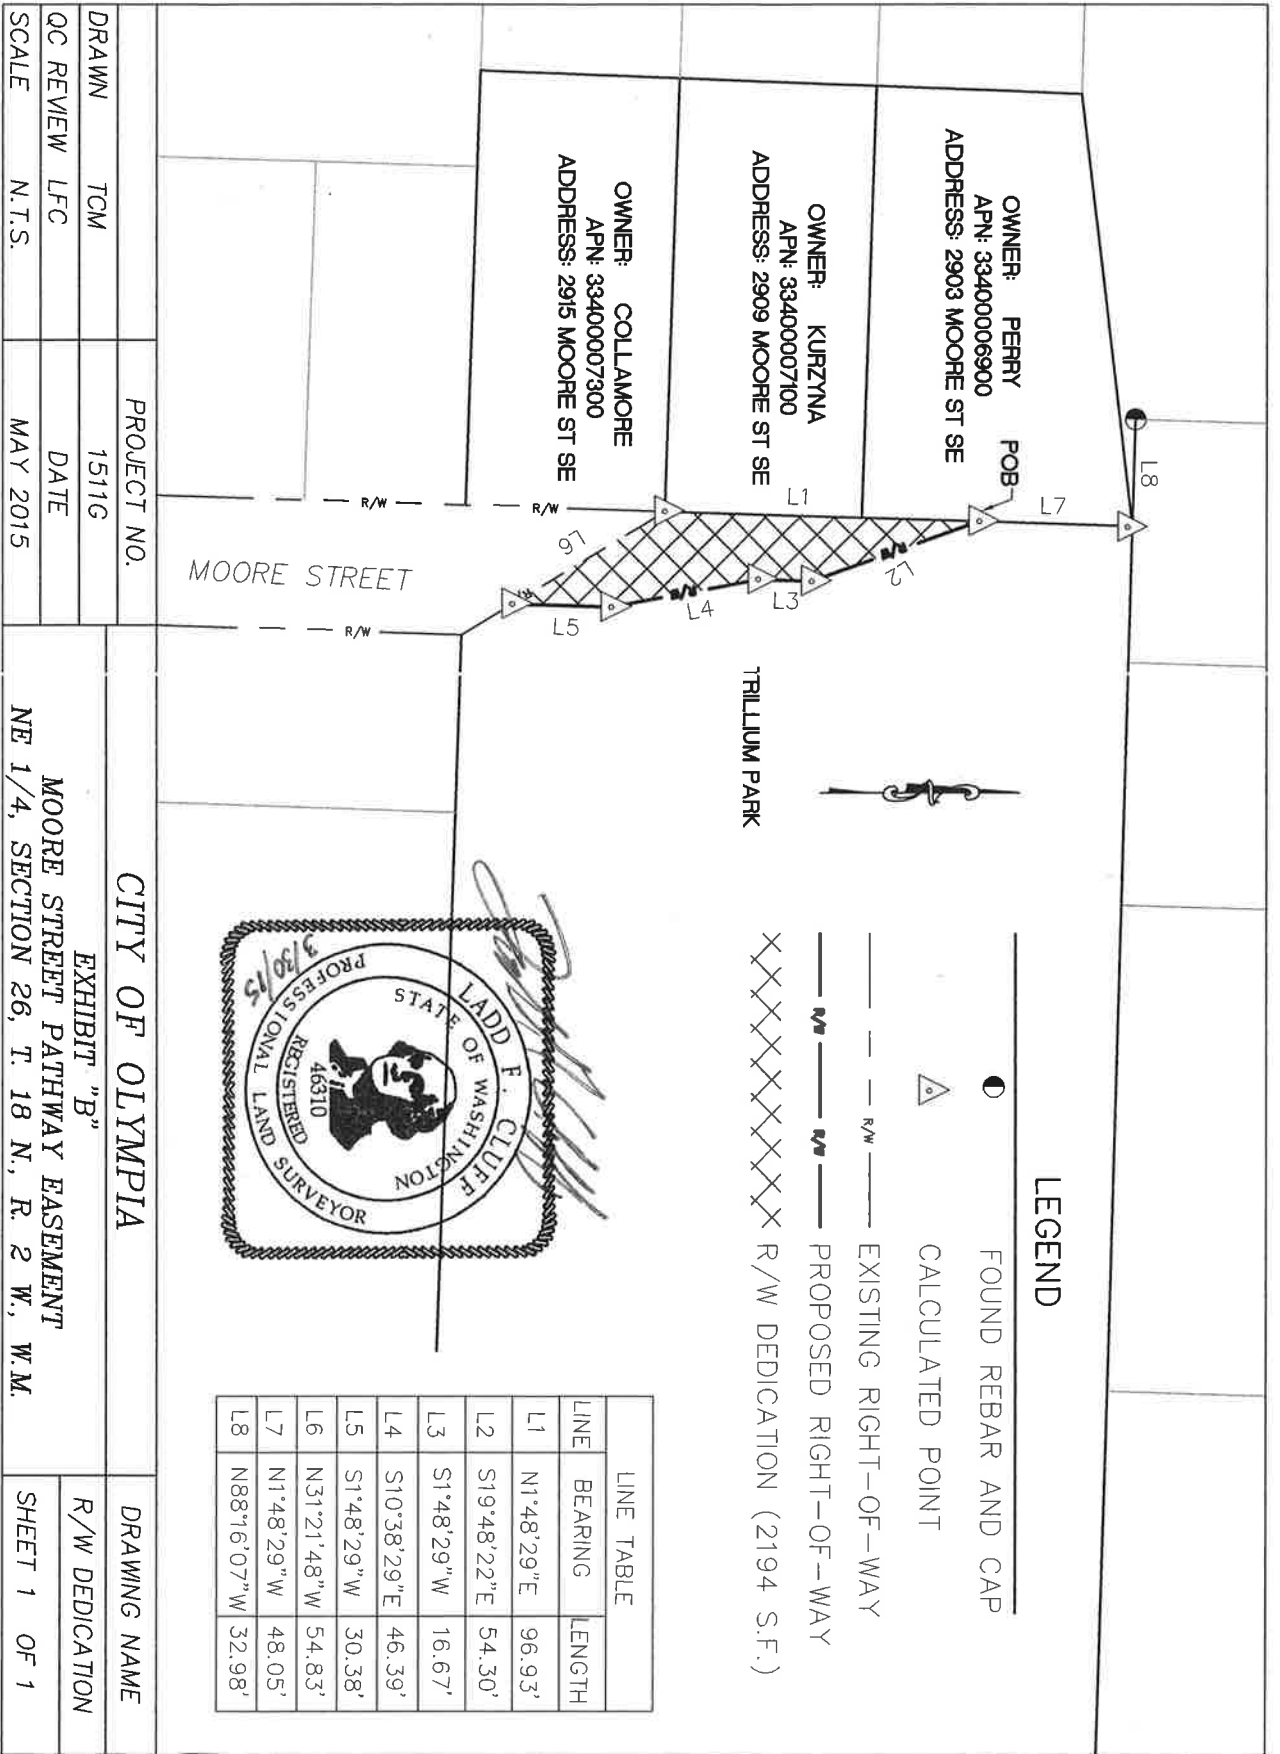 L8
L7
POB
OWNER: PERRY
APN: 33400006900
ADDRESS: 2903 MOORE ST SE
L2
R/W
L1
OWNER: KURZYNA
APN: 33400007100
ADDRESS: 2909 MOORE ST SE
L3
R/W
L4
L6
R/W
L5
OWNER: COLLAMORE
APN: 33400007300
ADDRESS: 2915 MOORE ST SE
R/W
R/W
R/W
MOORE STREET
TRILLIUM PARK
LEGEND
FOUND REBAR AND CAP
CALCULATED POINT
R/W
EXISTING RIGHT-OF-WAY
R/W R/W
PROPOSED RIGHT-OF-WAY
R/W DEDICATION (2194 S.F.)
LADD F. CLUFF
STATE OF WASHINGTON
46310
REGISTERED
PROFESSIONAL LAND SURVEYOR
3/30/15
LINE TABLE
LINE BEARING LENGTH
L1 N1°48'29"E 96.93'
L2 S19°48'22"E 54.30'
L3 S1°48'29"W 16.67'
L4 S10°38'29"E 46.39'
L5 S1°48'29"W 30.38'
L6 N31°21'48"W 54.83'
L7 N1°48'29"W 48.05'
L8 N88°16'07"W 32.98'
PROJECT NO.
DRAWN TCM 15111G
QC REVIEW LFC DATE
SCALE N.T.S. MAY 2015
CITY OF OLYMPIA
EXHIBIT "B"
MOORE STREET PATHWAY EASEMENT
NE 1/4, SECTION 26, T. 18 N., R. 2 W., W.M.
DRAWING NAME
R/W DEDICATION
SHEET 1 OF 1